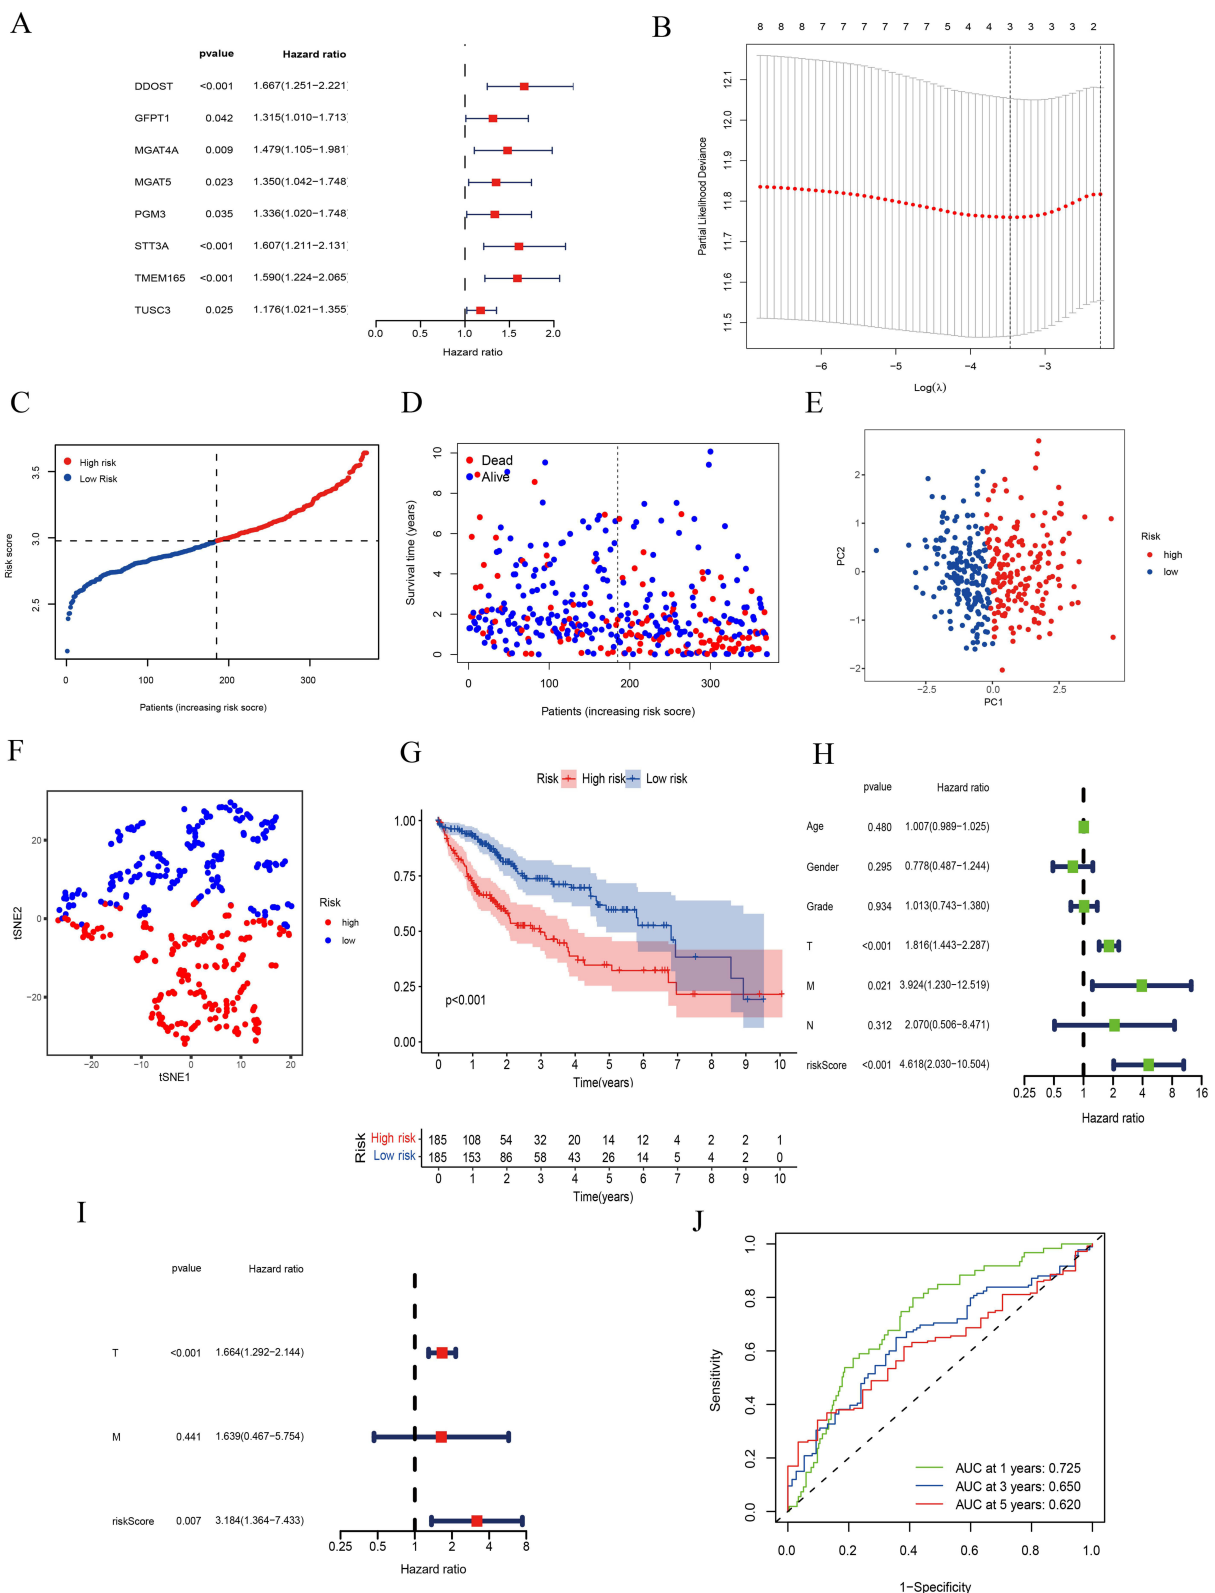 A
pvalue Hazard ratio
DDOST <0.001 1.667(1.251−2.221)
GFPT1 0.042 1.315(1.010−1.713)
MGAT4A 0.009 1.479(1.105−1.981)
MGAT5 0.023 1.350(1.042−1.748)
PGM3 0.035 1.336(1.020−1.748)
STT3A <0.001 1.607(1.211−2.131)
TMEM165 <0.001 1.590(1.224−2.065)
TUSC3 0.025 1.176(1.021−1.355)
0.0 0.5 1.0 1.5 2.0
Hazard ratio
B
8 8 8 7 7 7 7 7 5 4 4 3 3 3 3 2
Partial Likelihood Deviance
12.1
12.0
11.9
11.8
11.7
11.6
11.5
−6 −5 −4 −3
Log(λ)
C
High risk
Low Risk
Risk score
3.5
3.0
2.5
0 100 200 300
Patients (increasing risk socre)
D
Dead
Alive
Survival time (years)
10
8
6
4
2
0
0 100 200 300
Patients (increasing risk socre)
E
PC2
2
1
0
−1
−2
−2.5 0.0 2.5
PC1
Risk
high
low
F
tSNE2
20
0
−20
−20 −10 0 10 20
tSNE1
Risk
high
low
G
Risk High risk Low risk
1.00
0.75
0.50
0.25
0.00
p<0.001
0 1 2 3 4 5 6 7 8 9 10
Time(years)
Risk
High risk 185 108 54 32 20 14 12 4 2 2 1
Low risk 185 153 86 58 43 26 14 5 4 2 0
0 1 2 3 4 5 6 7 8 9 10
Time(years)
H
pvalue Hazard ratio
Age 0.480 1.007(0.989−1.025)
Gender 0.295 0.778(0.487−1.244)
Grade 0.934 1.013(0.743−1.380)
T <0.001 1.816(1.443−2.287)
M 0.021 3.924(1.230−12.519)
N 0.312 2.070(0.506−8.471)
riskScore <0.001 4.618(2.030−10.504)
0.25 0.5 1 2 4 8 16
Hazard ratio
I
pvalue Hazard ratio
T <0.001 1.664(1.292−2.144)
M 0.441 1.639(0.467−5.754)
riskScore 0.007 3.184(1.364−7.433)
0.25 0.5 1 2 4 8
Hazard ratio
J
Sensitivity
1.0
0.8
0.6
0.4
0.2
0.0
AUC at 1 years: 0.725
AUC at 3 years: 0.650
AUC at 5 years: 0.620
0.0 0.2 0.4 0.6 0.8 1.0
1−Specificity